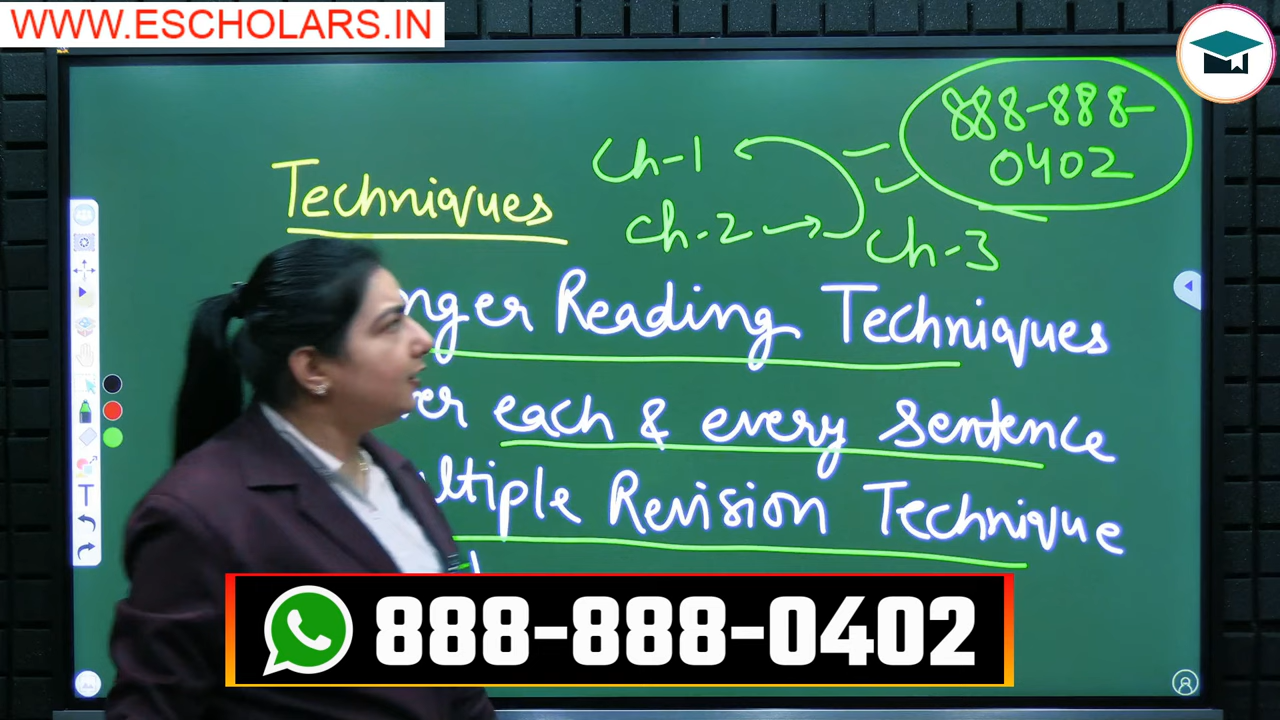 WWW.ESCHOLARS.IN
888-888-
0402
Ch-1
Techniques
Ch-2
Ch-3
Reading Techniques
each & every sentence
Revision Technique
T
888-888-0402